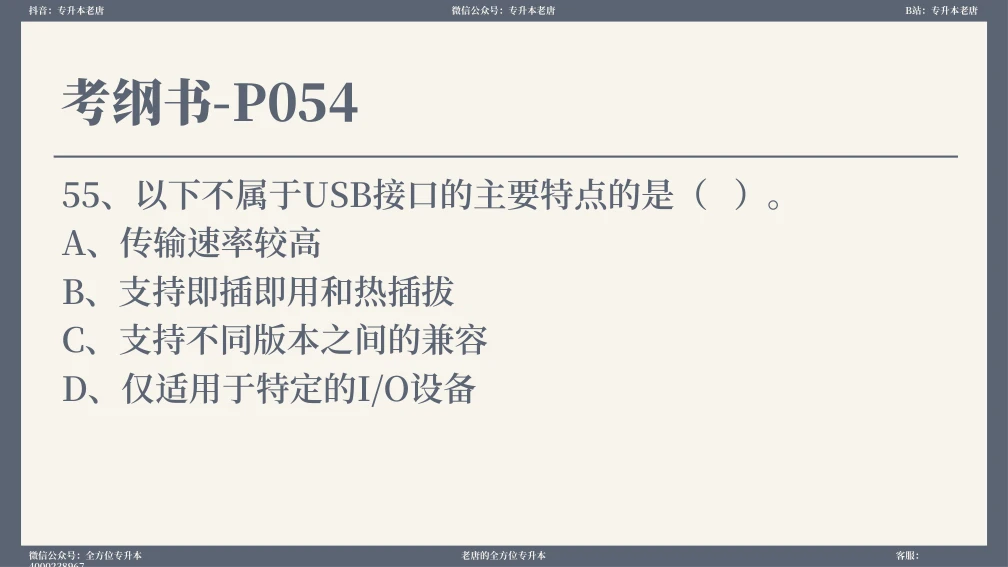 抖音：专升本老唐
微信公众号：专升本老唐
B站：专升本老唐
考纲书-P054
55、以下不属于USB接口的主要特点的是（ ）。
A、传输速率较高
B、支持即插即用和热插拔
C、支持不同版本之间的兼容
D、仅适用于特定的I/O设备
微信公众号：全方位专升本
老唐的全方位专升本
客服：
4000238967